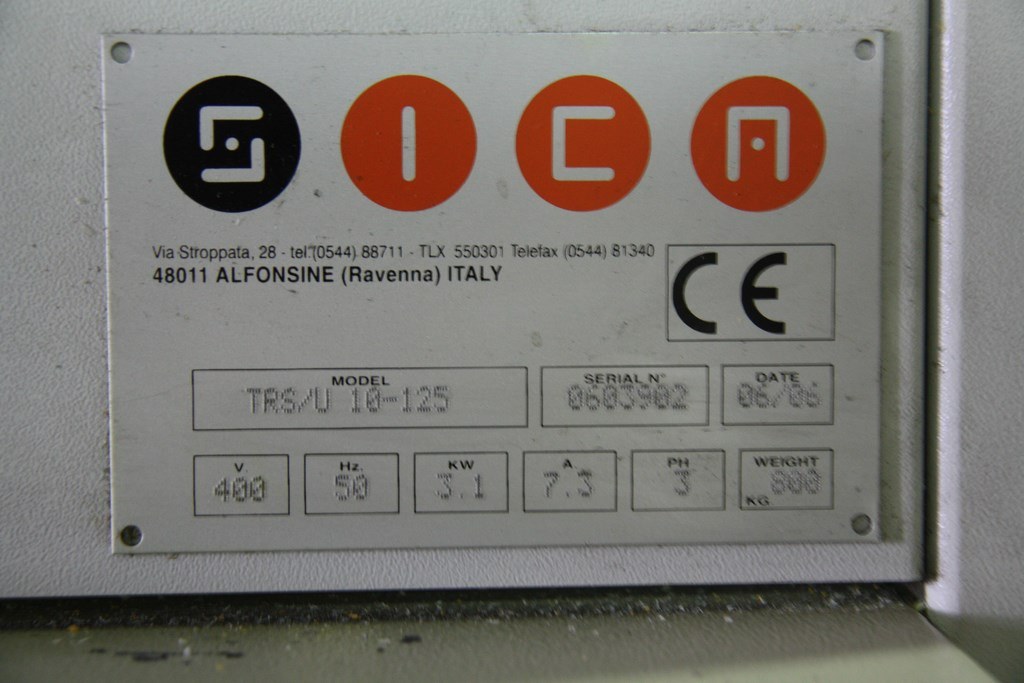 SICA
Via Stroppata, 28 - tel.(0544) 88711 - TLX 550301 Telefax (0544) 81340
48011 ALFONSINE (Ravenna) ITALY
CE
MODEL
TRS/U 10-125
SERIAL N°
0603902
DATE
06/06
V
400
Hz.
50
KW
3.1
A
7.3
PH
3
WEIGHT
KG 800